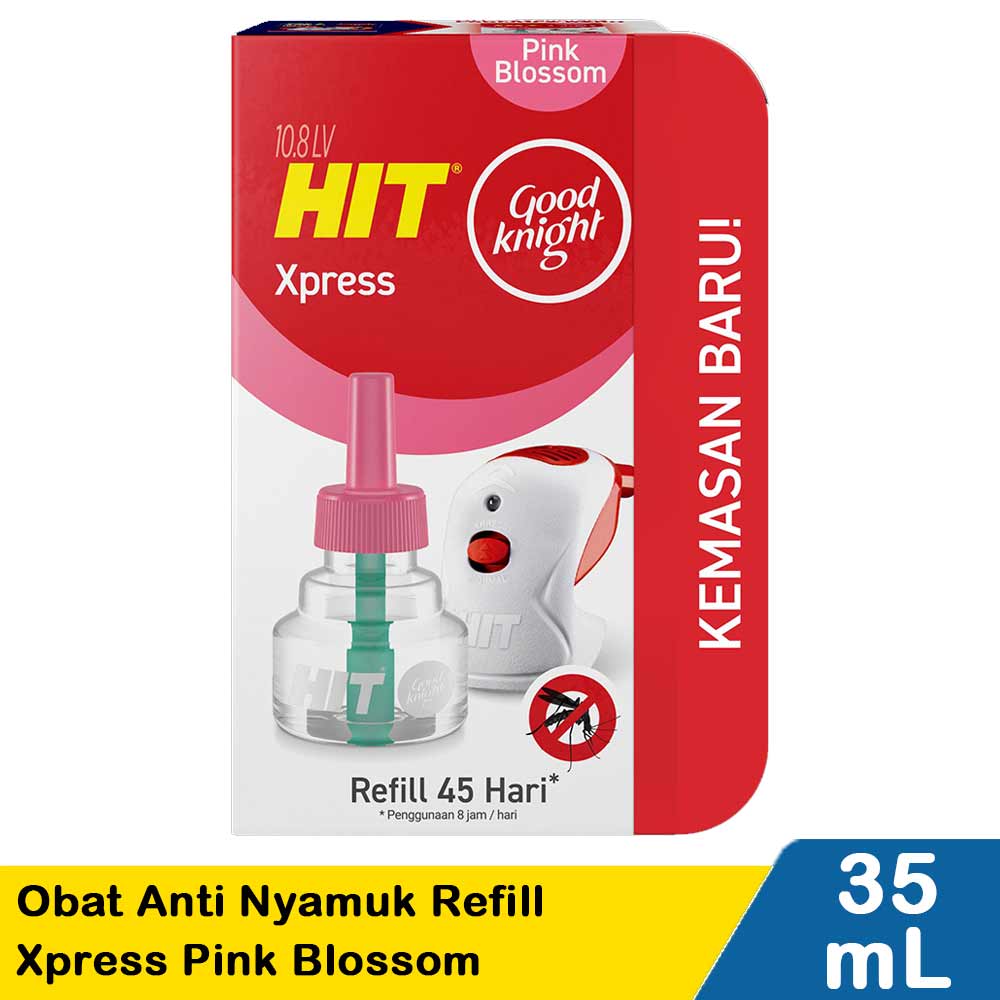 Pink
Blossom
10.8 LV
HIT®
Xpress
Good
knight
KEMASAN BARU!
HIT
HIT
Good
knight
Refill 45 Hari*
* Penggunaan 8 jam / hari
Obat Anti Nyamuk Refill
Xpress Pink Blossom
35
mL